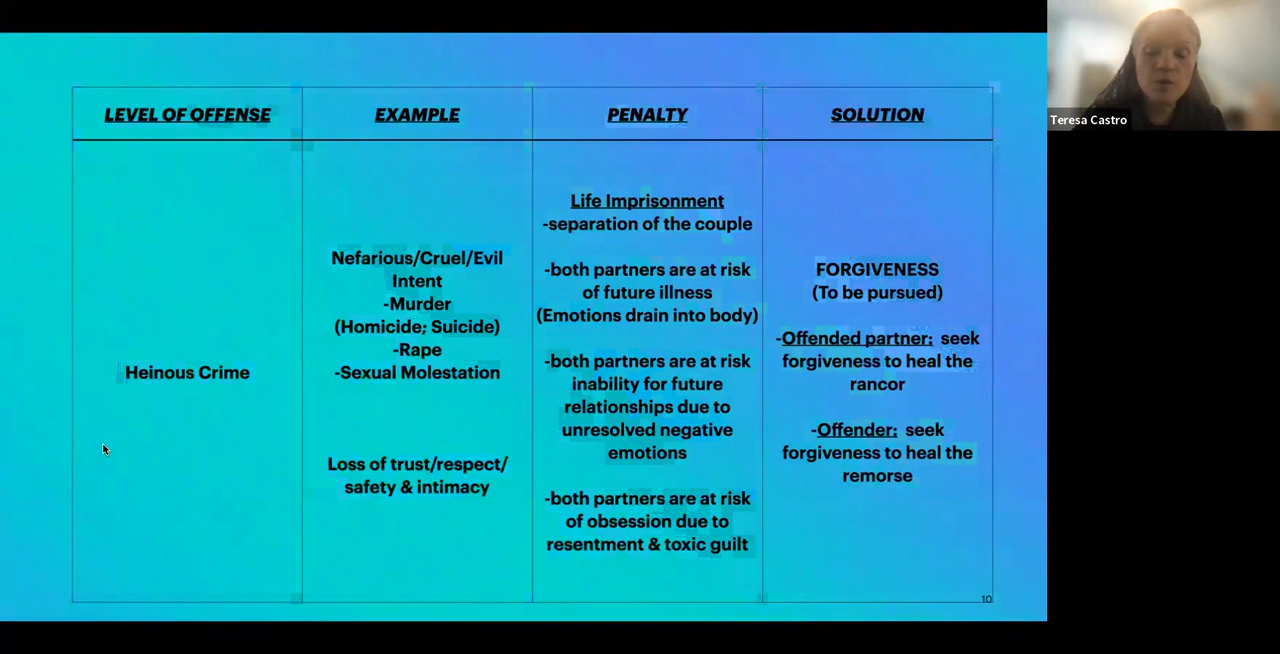 LEVEL OF OFFENSE
EXAMPLE
PENALTY
SOLUTION
Heinous Crime
Nefarious/Cruel/Evil
Intent
-Murder
(Homicide; Suicide)
-Rape
-Sexual Molestation
Loss of trust/respect/
safety & intimacy
Life Imprisonment
-separation of the couple
-both partners are at risk
of future illness
(Emotions drain into body)
-both partners are at risk
inability for future
relationships due to
unresolved negative
emotions
-both partners are at risk
of obsession due to
resentment & toxic guilt
FORGIVENESS
(To be pursued)
-Offended partner: seek
forgiveness to heal the
rancor
-Offender: seek
forgiveness to heal the
remorse
10
Teresa Castro